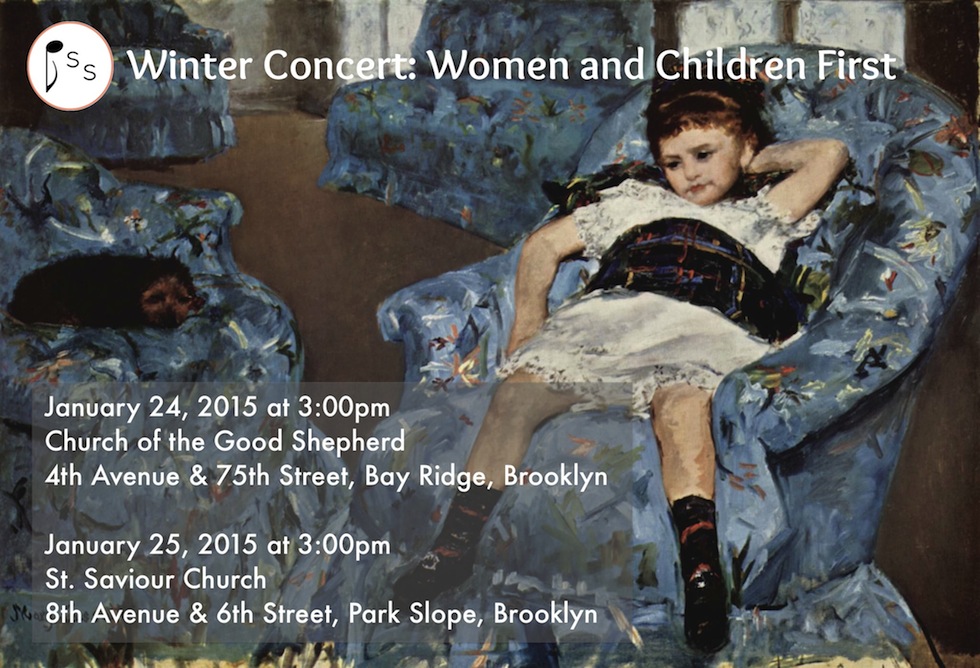 SS
Winter Concert: Women and Children First
January 24, 2015 at 3:00pm
Church of the Good Shepherd
4th Avenue & 75th Street, Bay Ridge, Brooklyn
January 25, 2015 at 3:00pm
St. Saviour Church
8th Avenue & 6th Street, Park Slope, Brooklyn